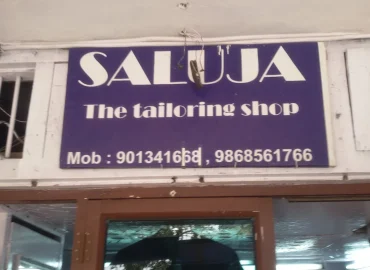 SALUJA
The tailoring shop
Mob : , 9868561766